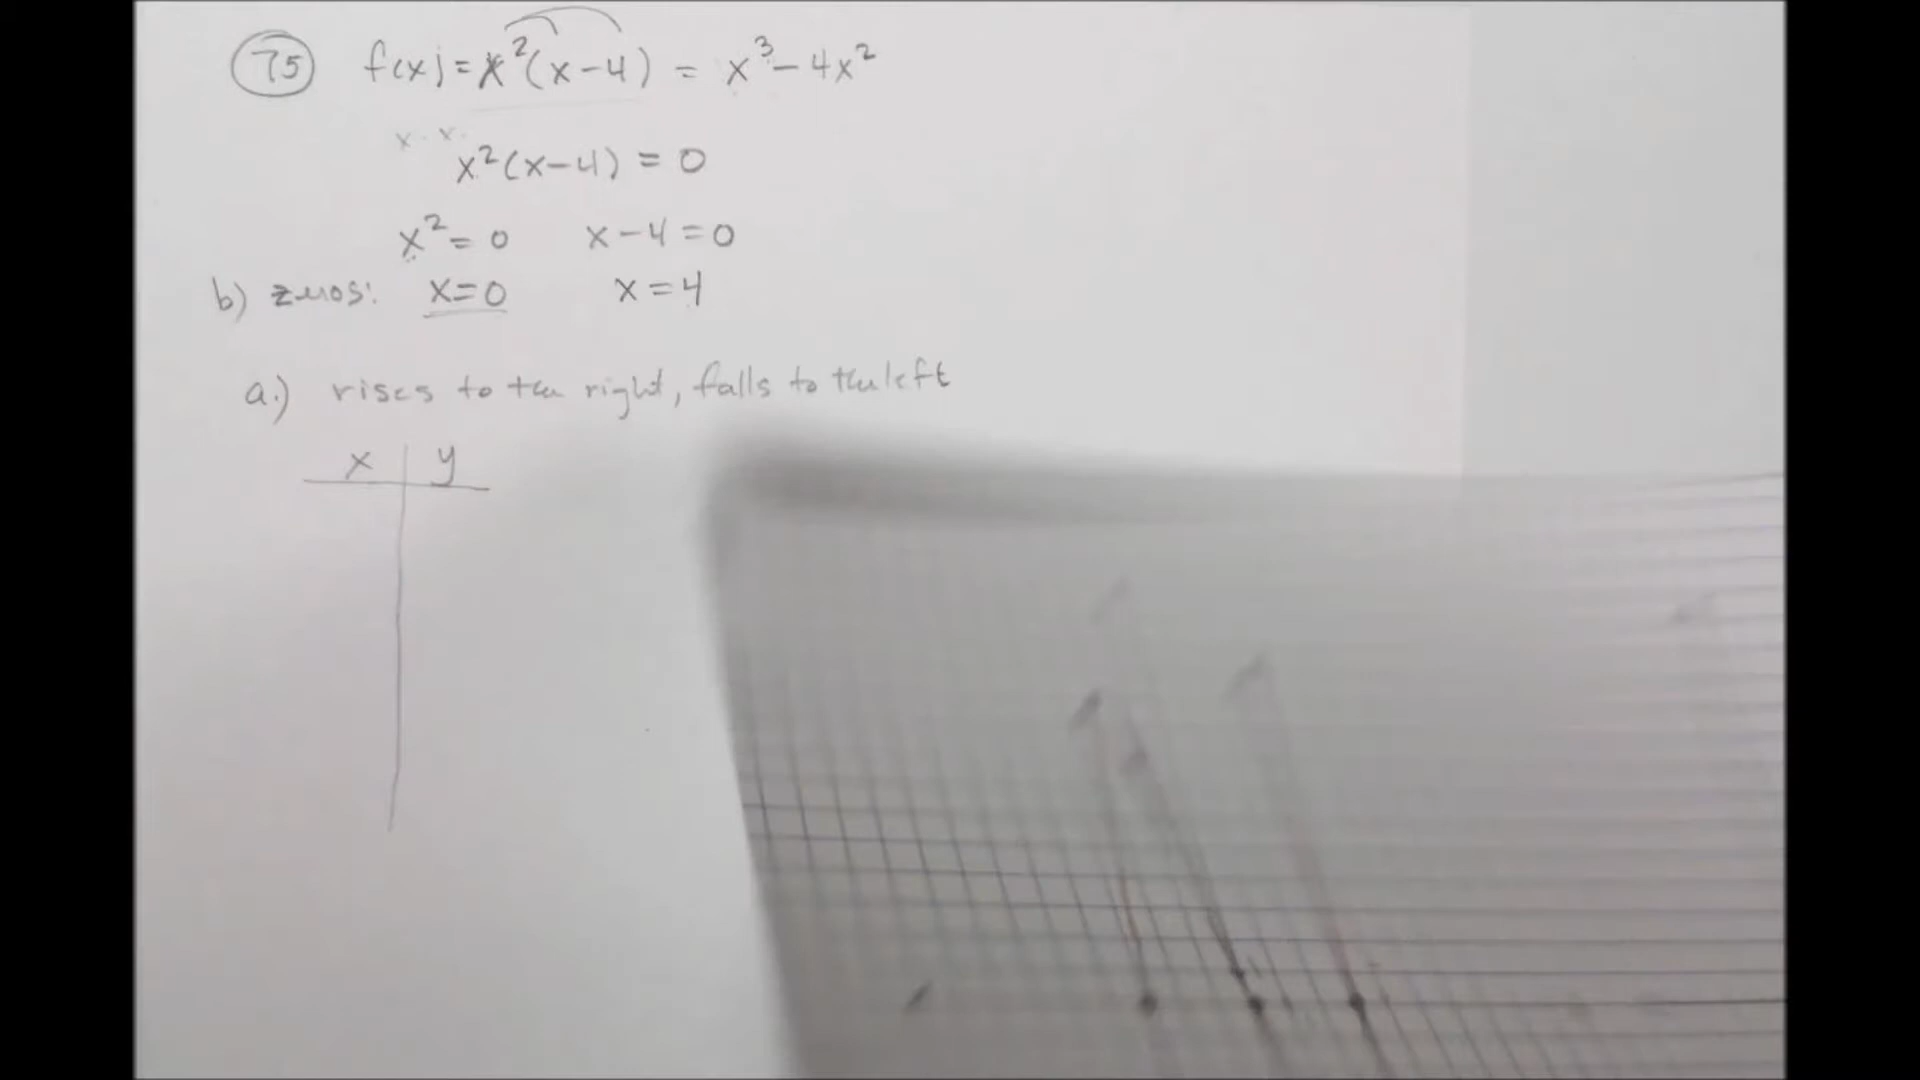 75 f(x) = x²(x-4) = x³-4x²
x · x ·
x²(x-4) = 0
x² = 0 x-4=0
b) zeros: x=0 x=4
a.) rises to the right, falls to the left
x y